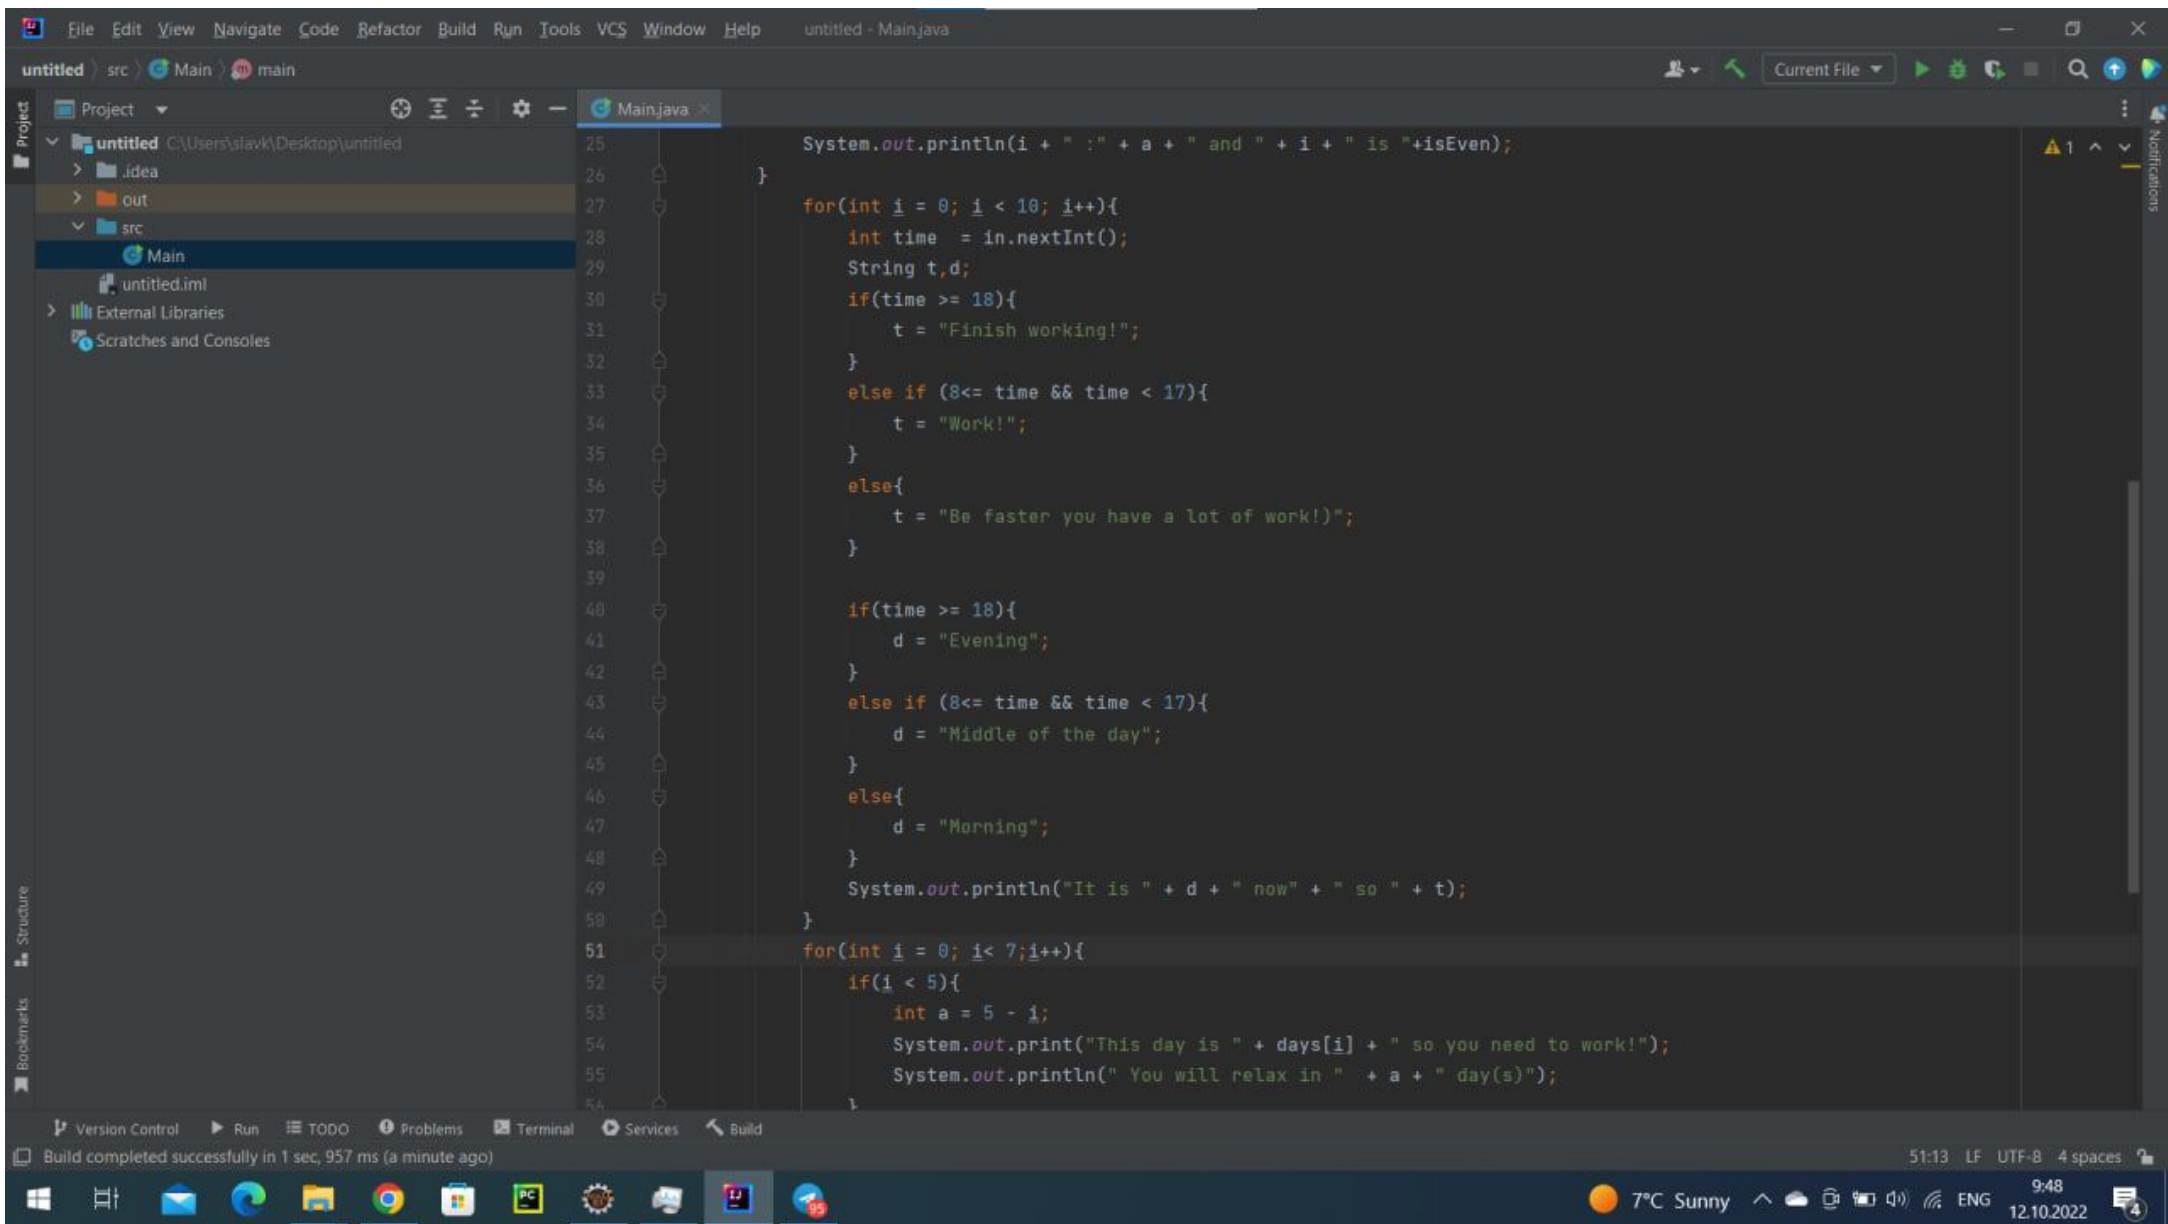 File Edit View Navigate Code Refactor Build Run Tools VCS Window Help untitled - Main.java
untitled src Main main
Current File
Project
Main.java
Project
untitled C:\Users\slavk\Desktop\untitled
.idea
out
src
Main
untitled.iml
External Libraries
Scratches and Consoles
Structure
Bookmarks
25 System.out.println(i + " :" + a + " and " + i + " is "+isEven);
26 }
27 for(int i = 0; i < 10; i++){
28 int time  = in.nextInt();
29 String t,d;
30 if(time >= 18){
31 t = "Finish working!";
32 }
33 else if (8<= time && time < 17){
34 t = "Work!";
35 }
36 else{
37 t = "Be faster you have a lot of work!)";
38 }
39
40 if(time >= 18){
41 d = "Evening";
42 }
43 else if (8<= time && time < 17){
44 d = "Middle of the day";
45 }
46 else{
47 d = "Morning";
48 }
49 System.out.println("It is " + d + " now" + " so " + t);
50 }
51 for(int i = 0; i< 7;i++){
52 if(i < 5){
53 int a = 5 - i;
54 System.out.print("This day is " + days[i] + " so you need to work!");
55 System.out.println(" You will relax in "  + a + " day(s)");
56 }
1
Notifications
Version Control Run TODO Problems Terminal Services Build
Build completed successfully in 1 sec, 957 ms (a minute ago)
51:13 LF UTF-8 4 spaces
PC
IJ
95
7°C Sunny
ENG
9:48
12.10.2022
4